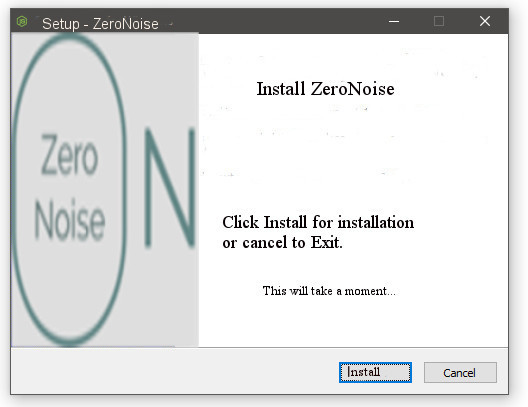 Setup - ZeroNoise
Install ZeroNoise
Zero
Noise
N
Click Install for installation
or cancel to Exit.
This will take a moment...
Install
Cancel